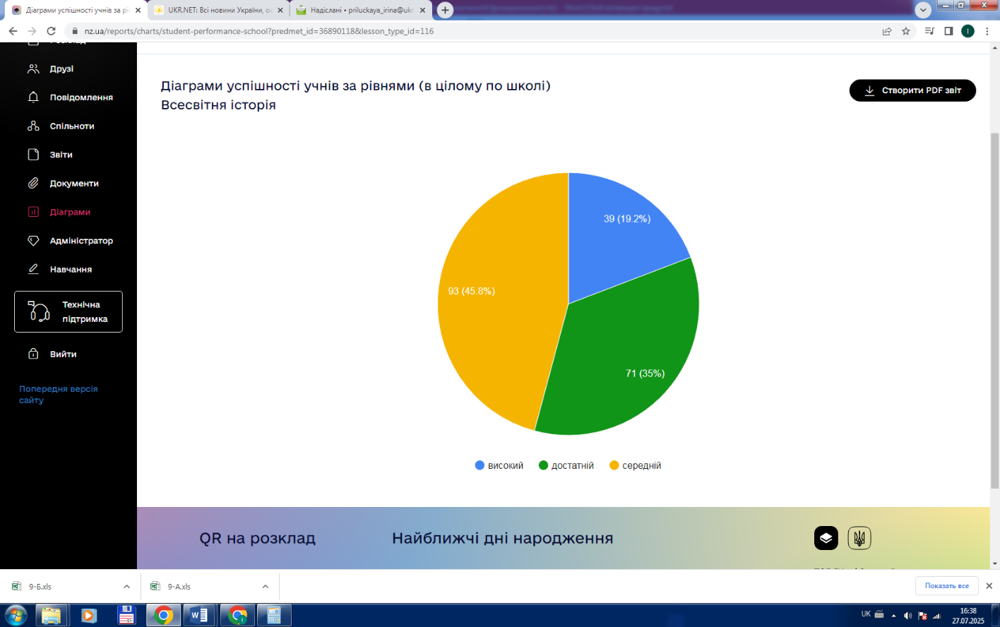 Діаграми успішності учнів за рі
UKR.NET: Всі новини України, ос
Надіслані • priluckaya_irina@ukr
nz.ua/reports/charts/student-performance-school?predmet_id=36890118&lesson_type_id=116
Друзі
Повідомлення
Спільноти
Звіти
Документи
Діаграми
Адміністратор
Навчання
Технічна
підтримка
Вийти
Попередня версія
сайту
Діаграми успішності учнів за рівнями (в цілому по школі)
Всесвітня історія
Створити PDF звіт
39 (19.2%)
93 (45.8%)
71 (35%)
високий
достатній
середній
QR на розклад
Найближчі дні народження
9-Б.xls
9-А.xls
Показать все
UK
16:38
27.07.2025